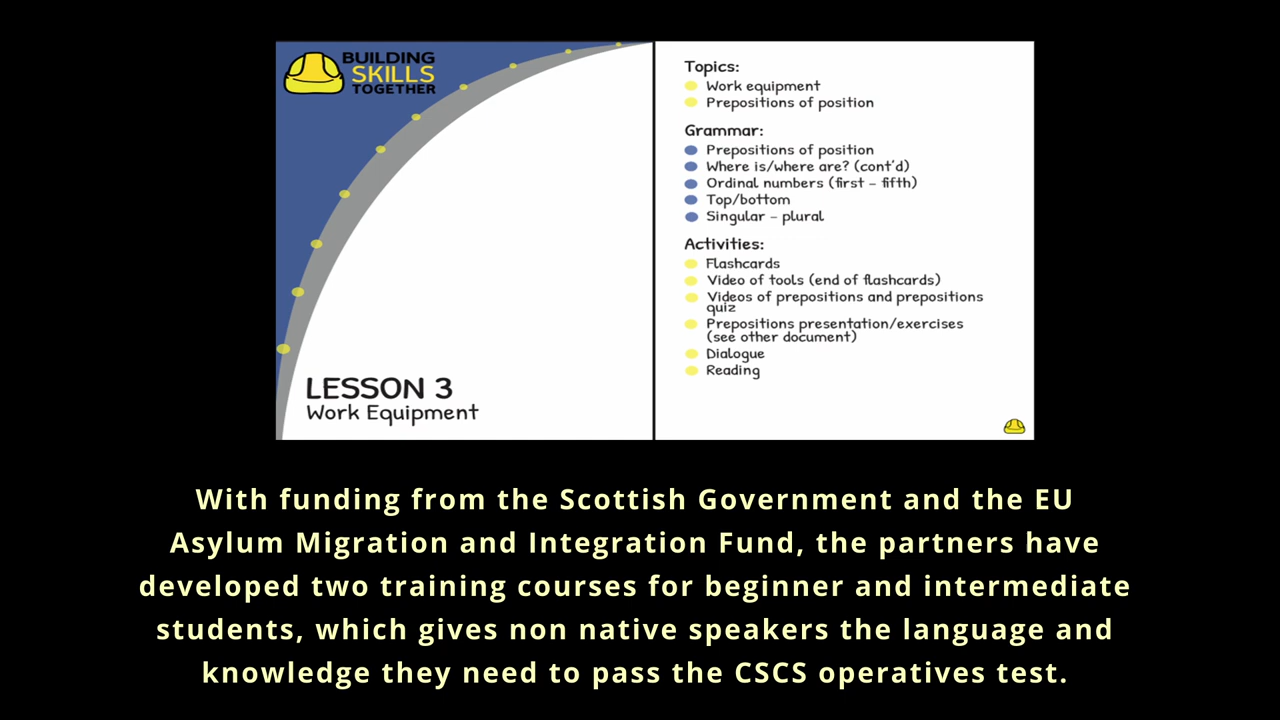 BUILDING
SKILLS
TOGETHER
LESSON 3
Work Equipment
Topics:
Work equipment
Prepositions of position
Grammar:
Prepositions of position
Where is/where are? (cont'd)
Ordinal numbers (first – fifth)
Top/bottom
Singular – plural
Activities:
Flashcards
Video of tools (end of flashcards)
Videos of prepositions and prepositions
quiz
Prepositions presentation/exercises
(see other document)
Dialogue
Reading
With funding from the Scottish Government and the EU
Asylum Migration and Integration Fund, the partners have
developed two training courses for beginner and intermediate
students, which gives non native speakers the language and
knowledge they need to pass the CSCS operatives test.